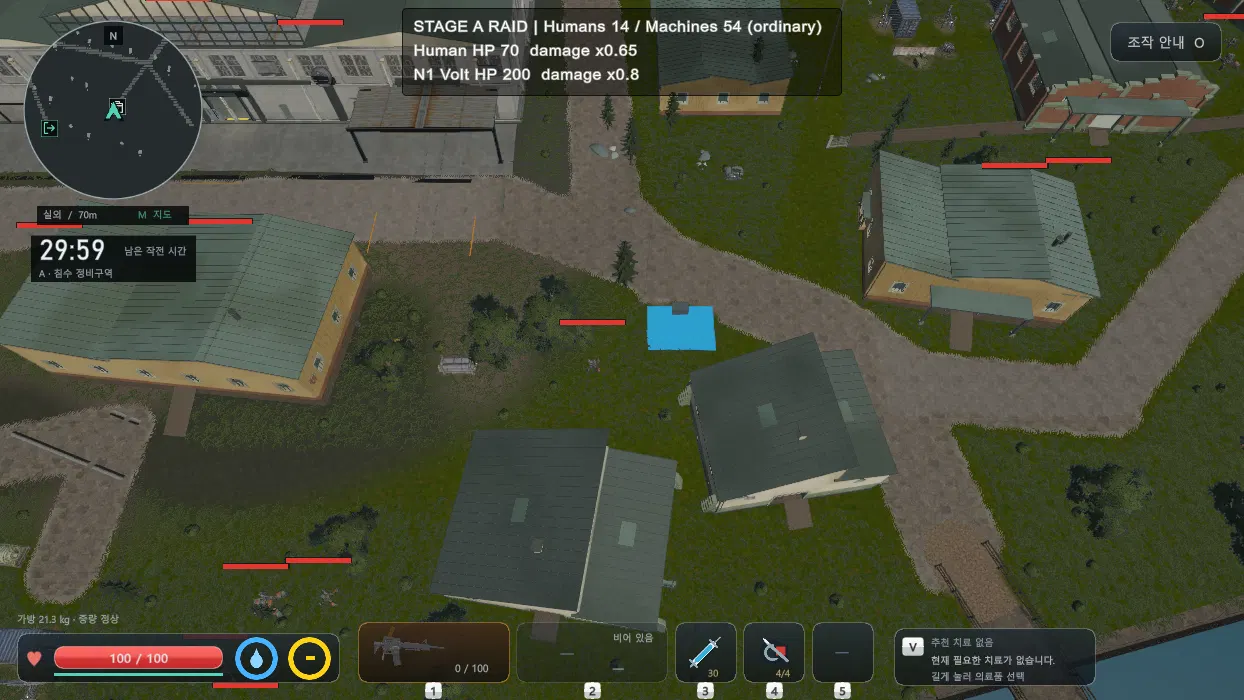 STAGE A RAID | Humans 14 / Machines 54 (ordinary)
Human HP 70 damage x0.65
N1 Volt HP 200 damage x0.8
조작 안내 O
N
실외 / 70m M 지도
29:59 남은 작전 시간
A · 침수 정비구역
가방 21.3 kg · 중량 정상
100 / 100
0 / 100
1
비어 있음
2
30
3
4/4
4
5
V 추천 치료 없음
현재 필요한 치료가 없습니다.
길게 눌러 의료품 선택